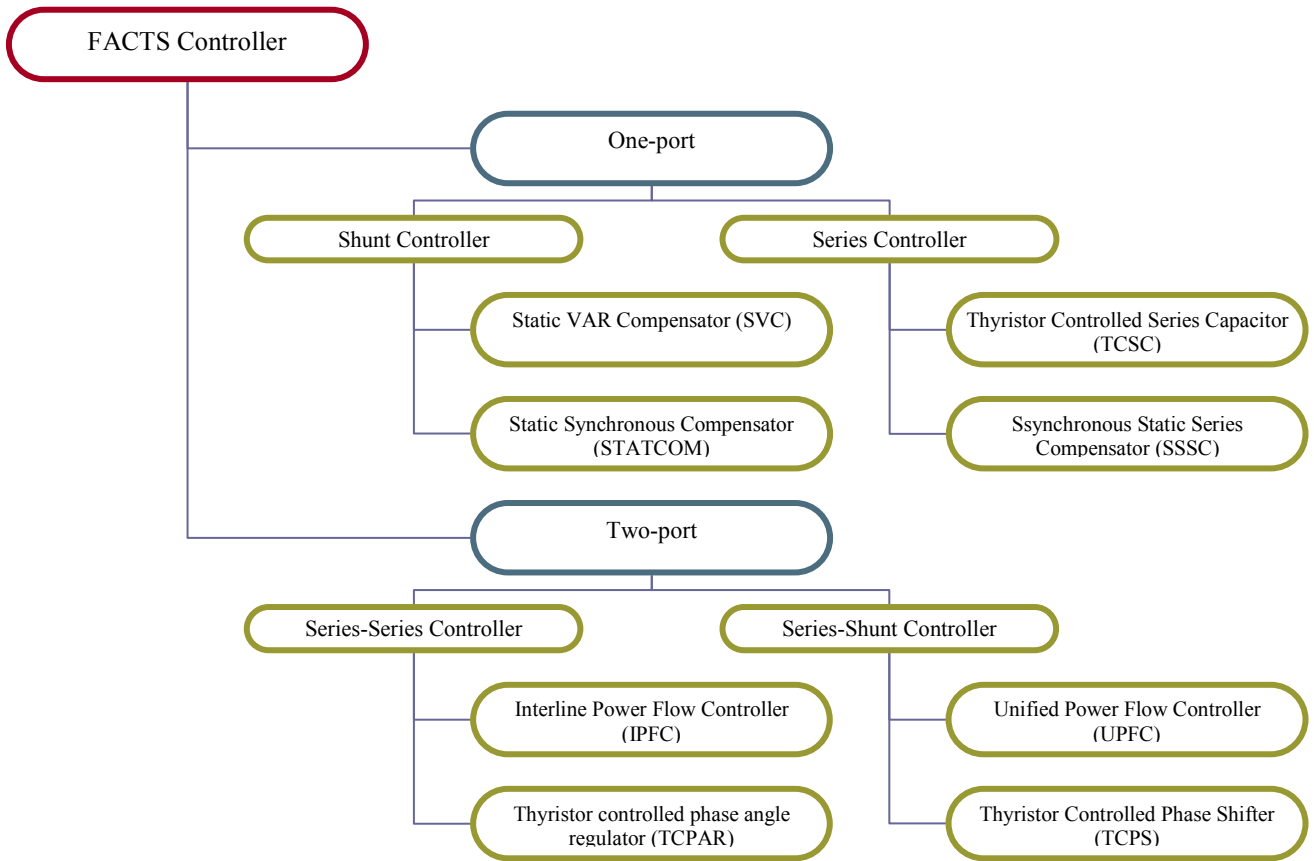 FACTS Controller
One-port
Shunt Controller
Series Controller
Static VAR Compensator (SVC)
Thyristor Controlled Series Capacitor
(TCSC)
Static Synchronous Compensator
(STATCOM)
Ssynchronous Static Series
Compensator (SSSC)
Two-port
Series-Series Controller
Series-Shunt Controller
Interline Power Flow Controller
(IPFC)
Unified Power Flow Controller
(UPFC)
Thyristor controlled phase angle
regulator (TCPAR)
Thyristor Controlled Phase Shifter
(TCPS)